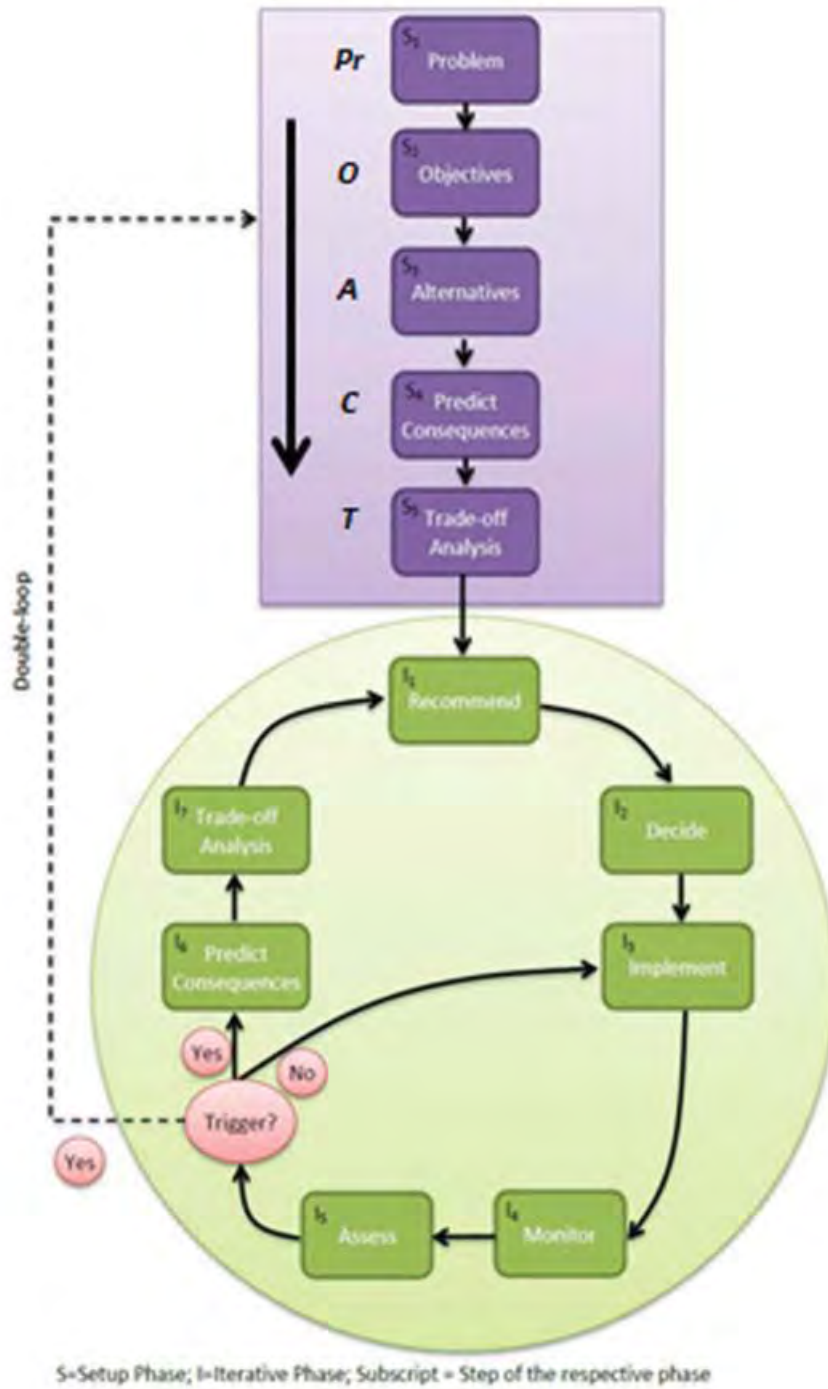 Pr
S₁
Problem
O
S₂
Objectives
A
S₃
Alternatives
C
S₄
Predict
Consequences
T
S₅
Trade-off
Analysis
Double-loop
I₁
Recommend
I₇
Trade-off
Analysis
I₂
Decide
I₆
Predict
Consequences
I₃
Implement
Yes
No
Trigger?
Yes
I₅
Assess
I₄
Monitor
S=Setup Phase; I=Iterative Phase; Subscript = Step of the respective phase